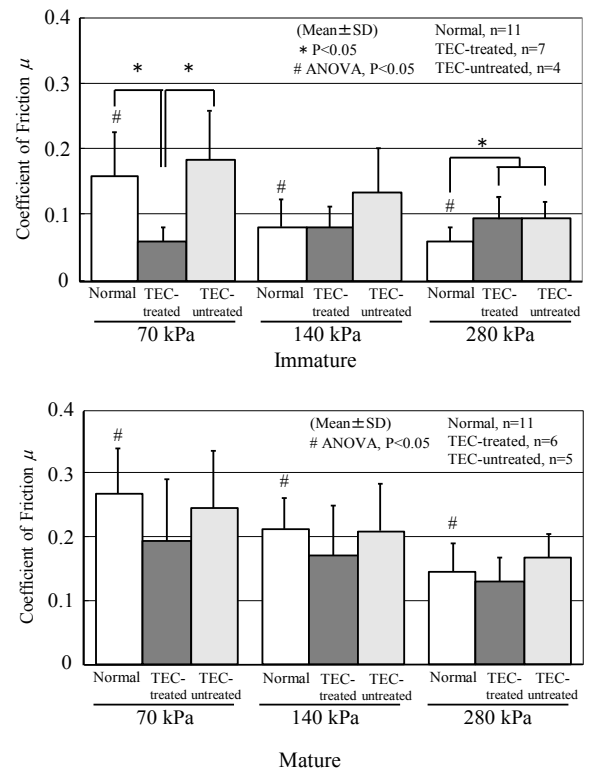 0.4
(Mean±SD) Normal, n=11
* P<0.05 TEC-treated, n=7
# ANOVA, P<0.05 TEC-untreated, n=4
0.3
* *
#
0.2
*
#
#
0.1
0
Coefficient of Friction μ
Normal TEC-treated TEC-untreated Normal TEC-treated TEC-untreated Normal TEC-treated TEC-untreated
70 kPa 140 kPa 280 kPa
Immature
0.4
(Mean±SD) Normal, n=11
# ANOVA, P<0.05 TEC-treated, n=6
TEC-untreated, n=5
#
0.3
#
#
0.2
0.1
0
Coefficient of Friction μ
Normal TEC-treated TEC-untreated Normal TEC-treated TEC-untreated Normal TEC-treated TEC-untreated
70 kPa 140 kPa 280 kPa
Mature